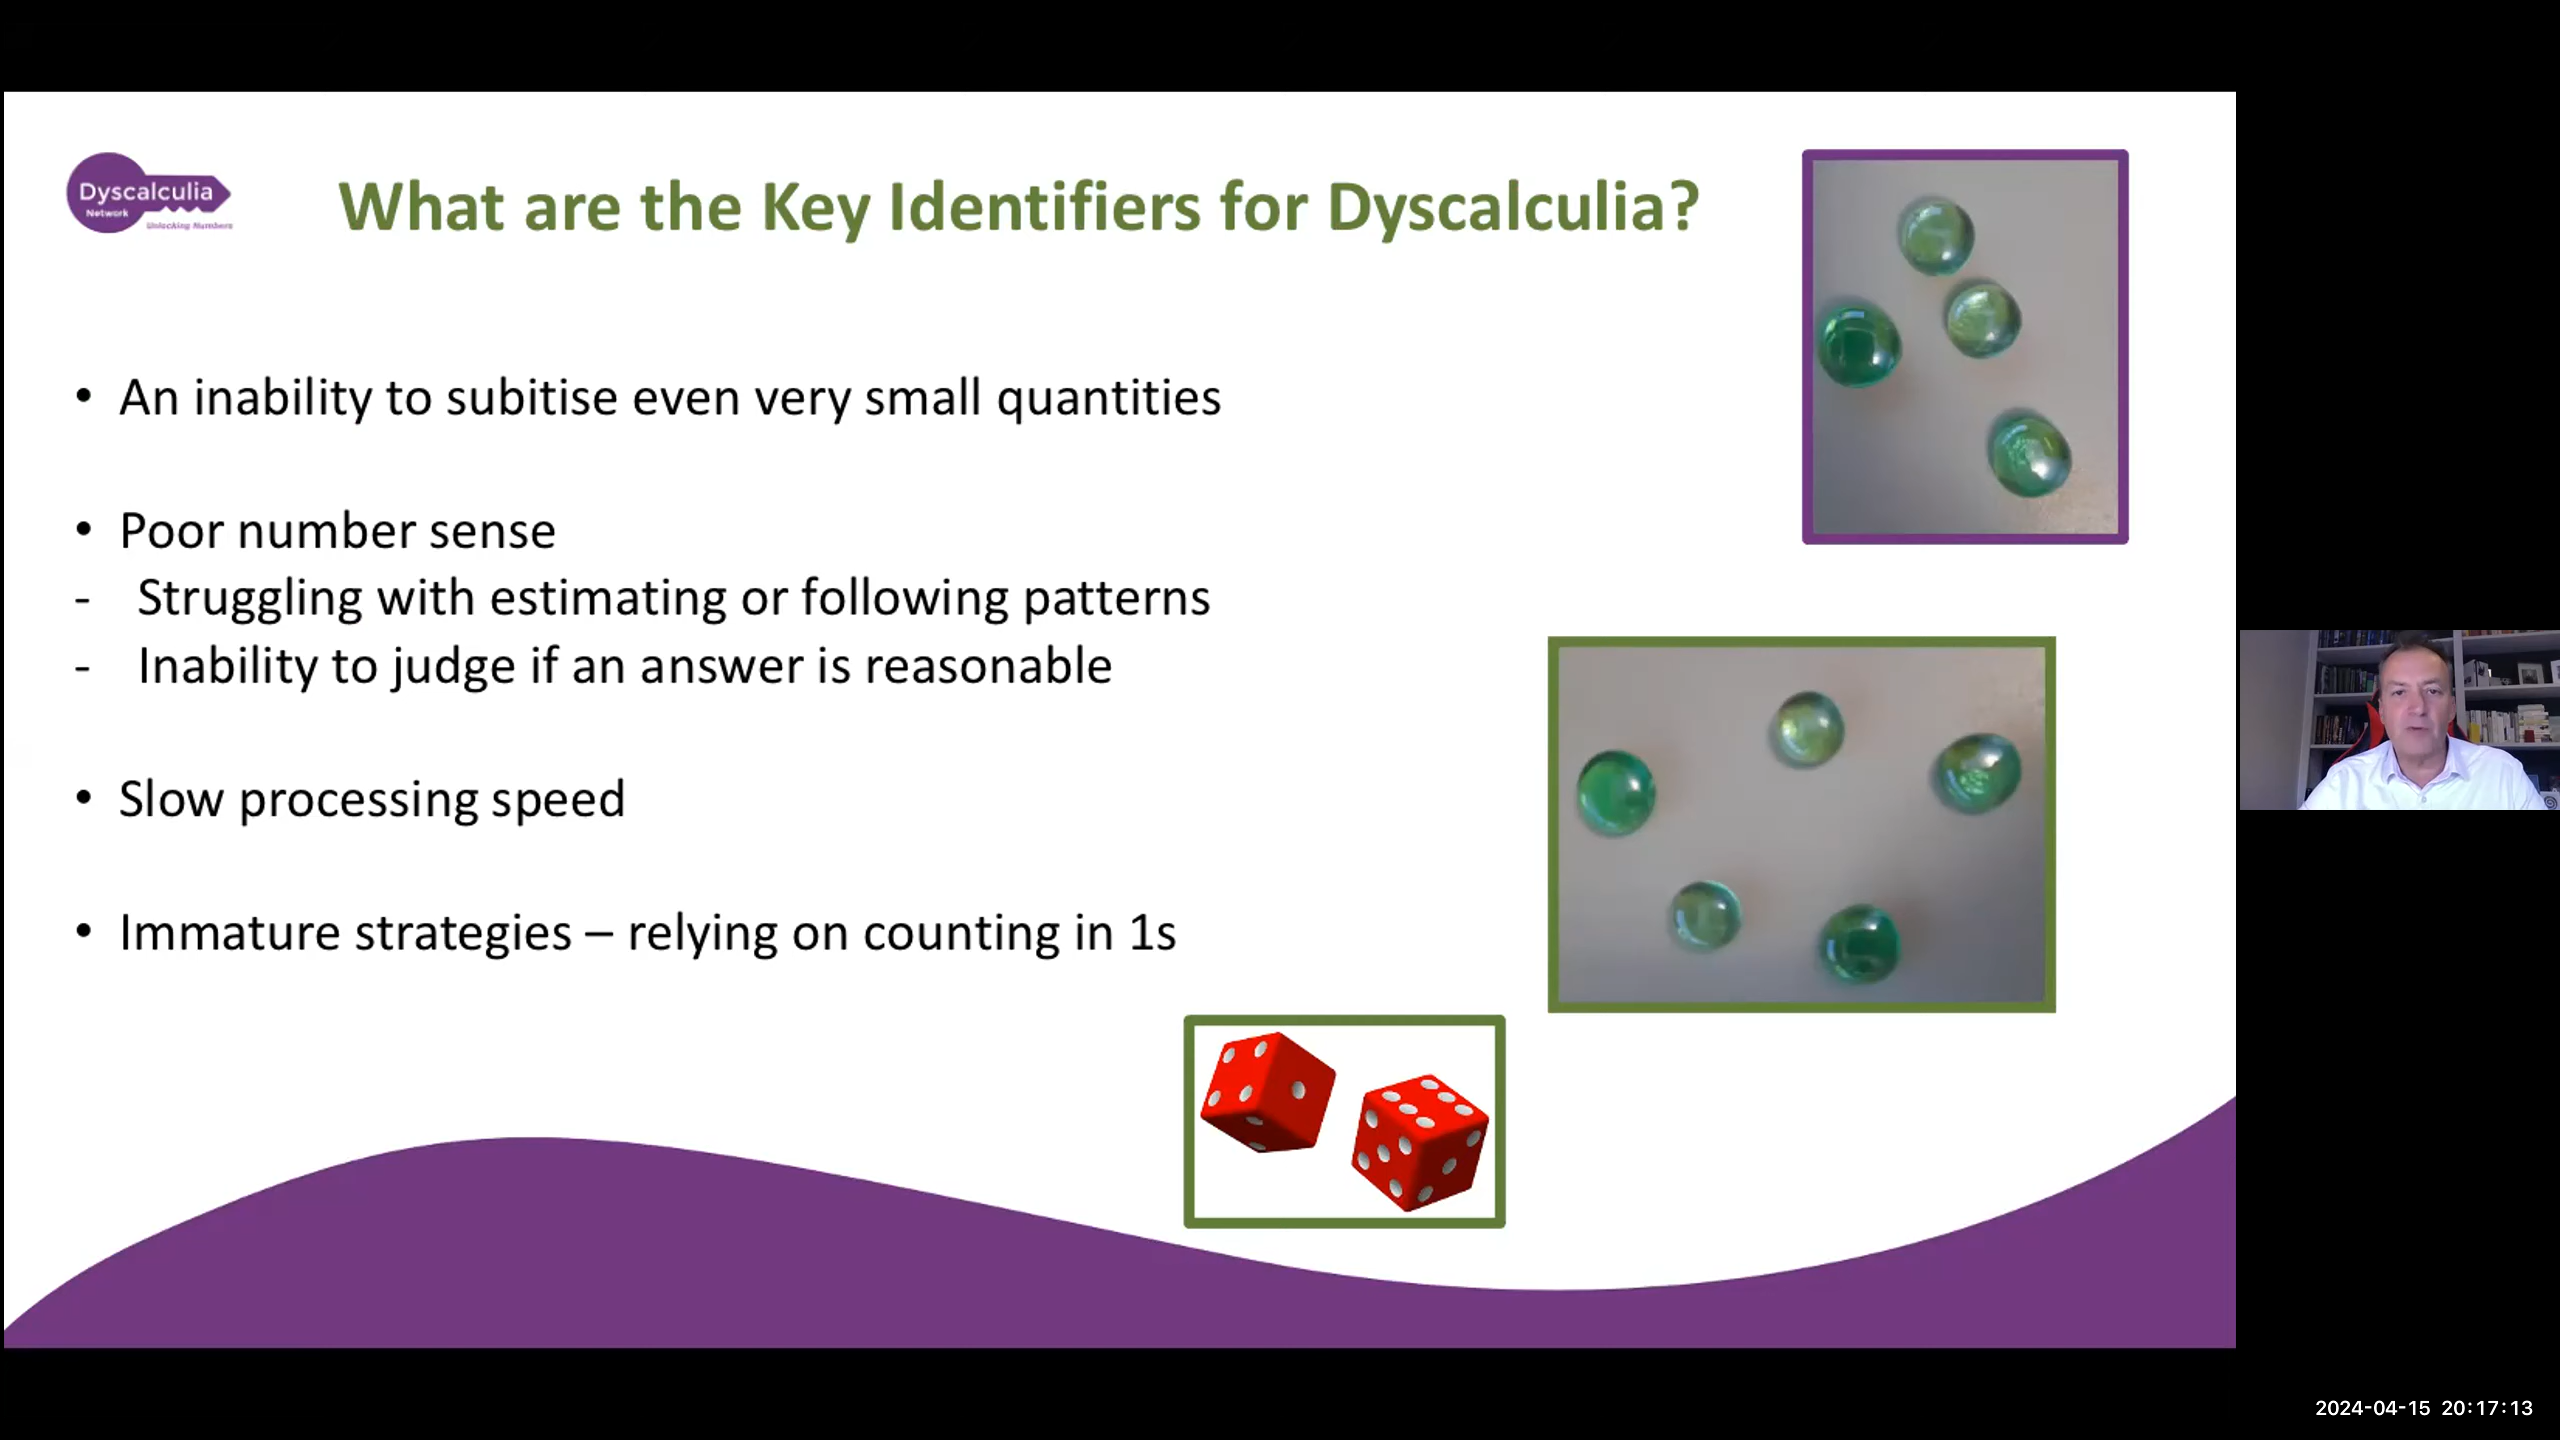 Dyscalculia
Network
Unlocking Numbers
What are the Key Identifiers for Dyscalculia?
• An inability to subitise even very small quantities
• Poor number sense
- Struggling with estimating or following patterns
- Inability to judge if an answer is reasonable
• Slow processing speed
• Immature strategies – relying on counting in 1s
2024-04-15 20:17:13